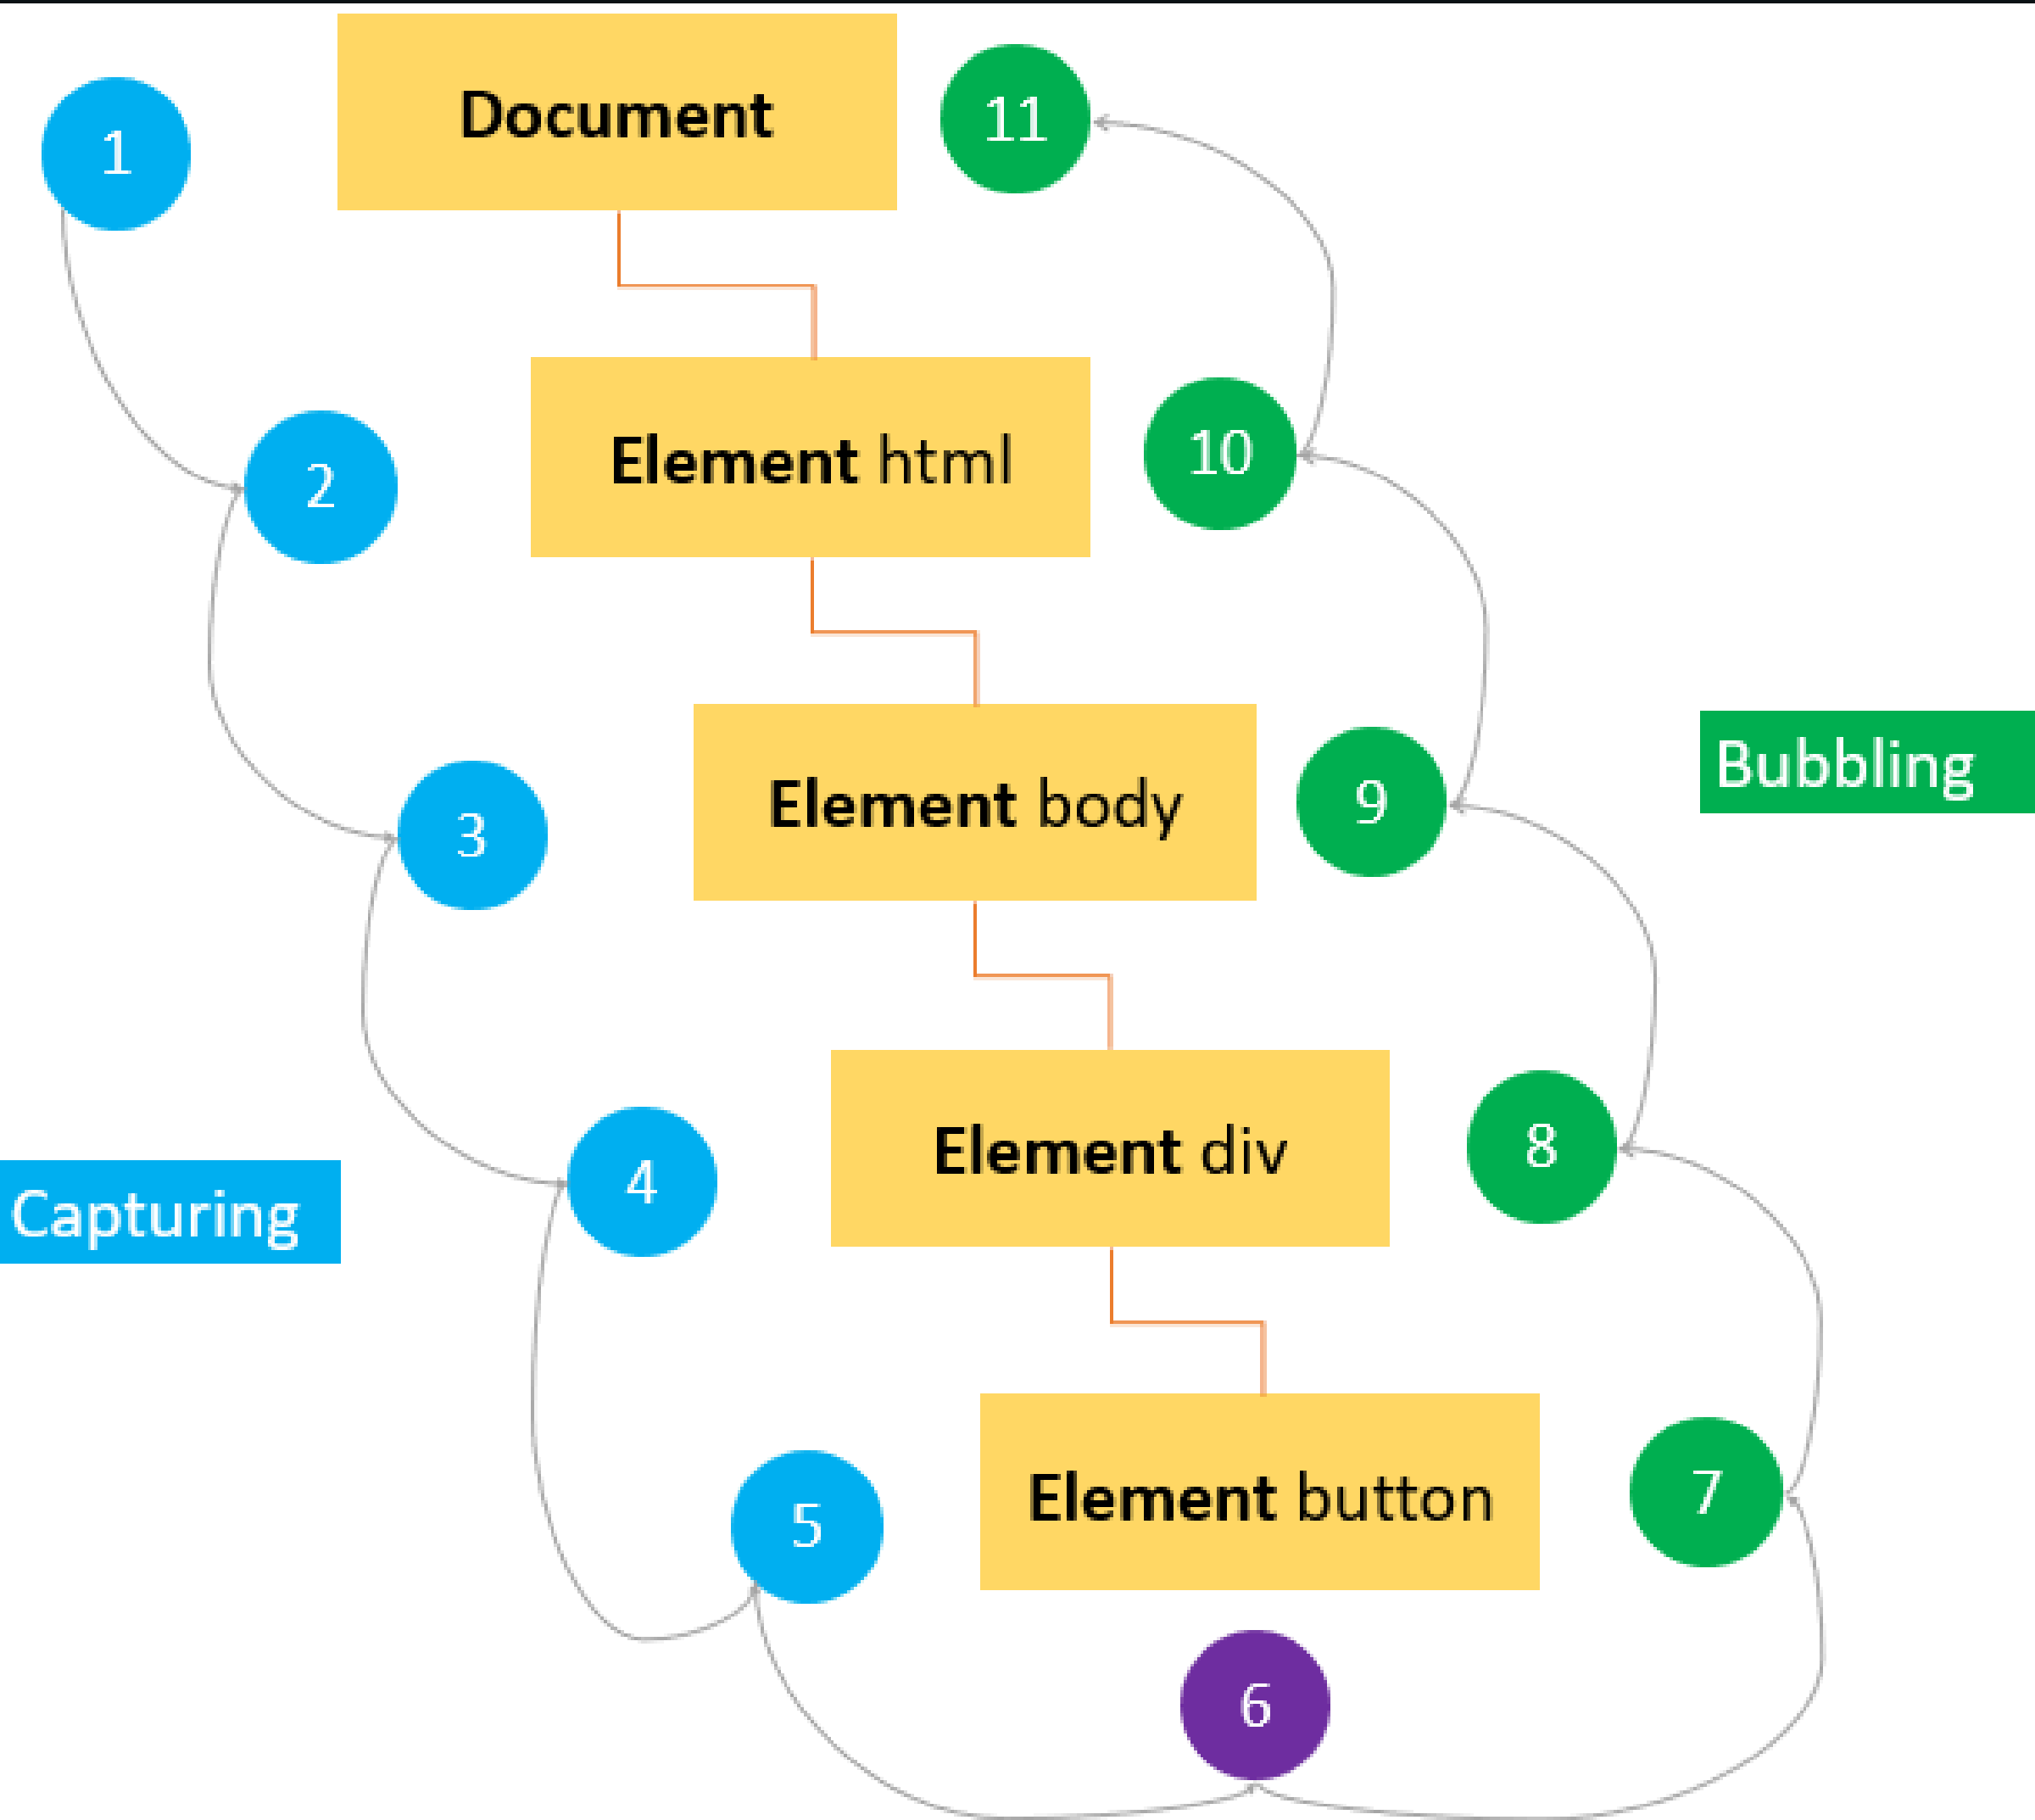 Document
11
1
Element html
10
2
Element body
9
Bubbling
3
Element div
8
4
Capturing
Element button
7
5
6